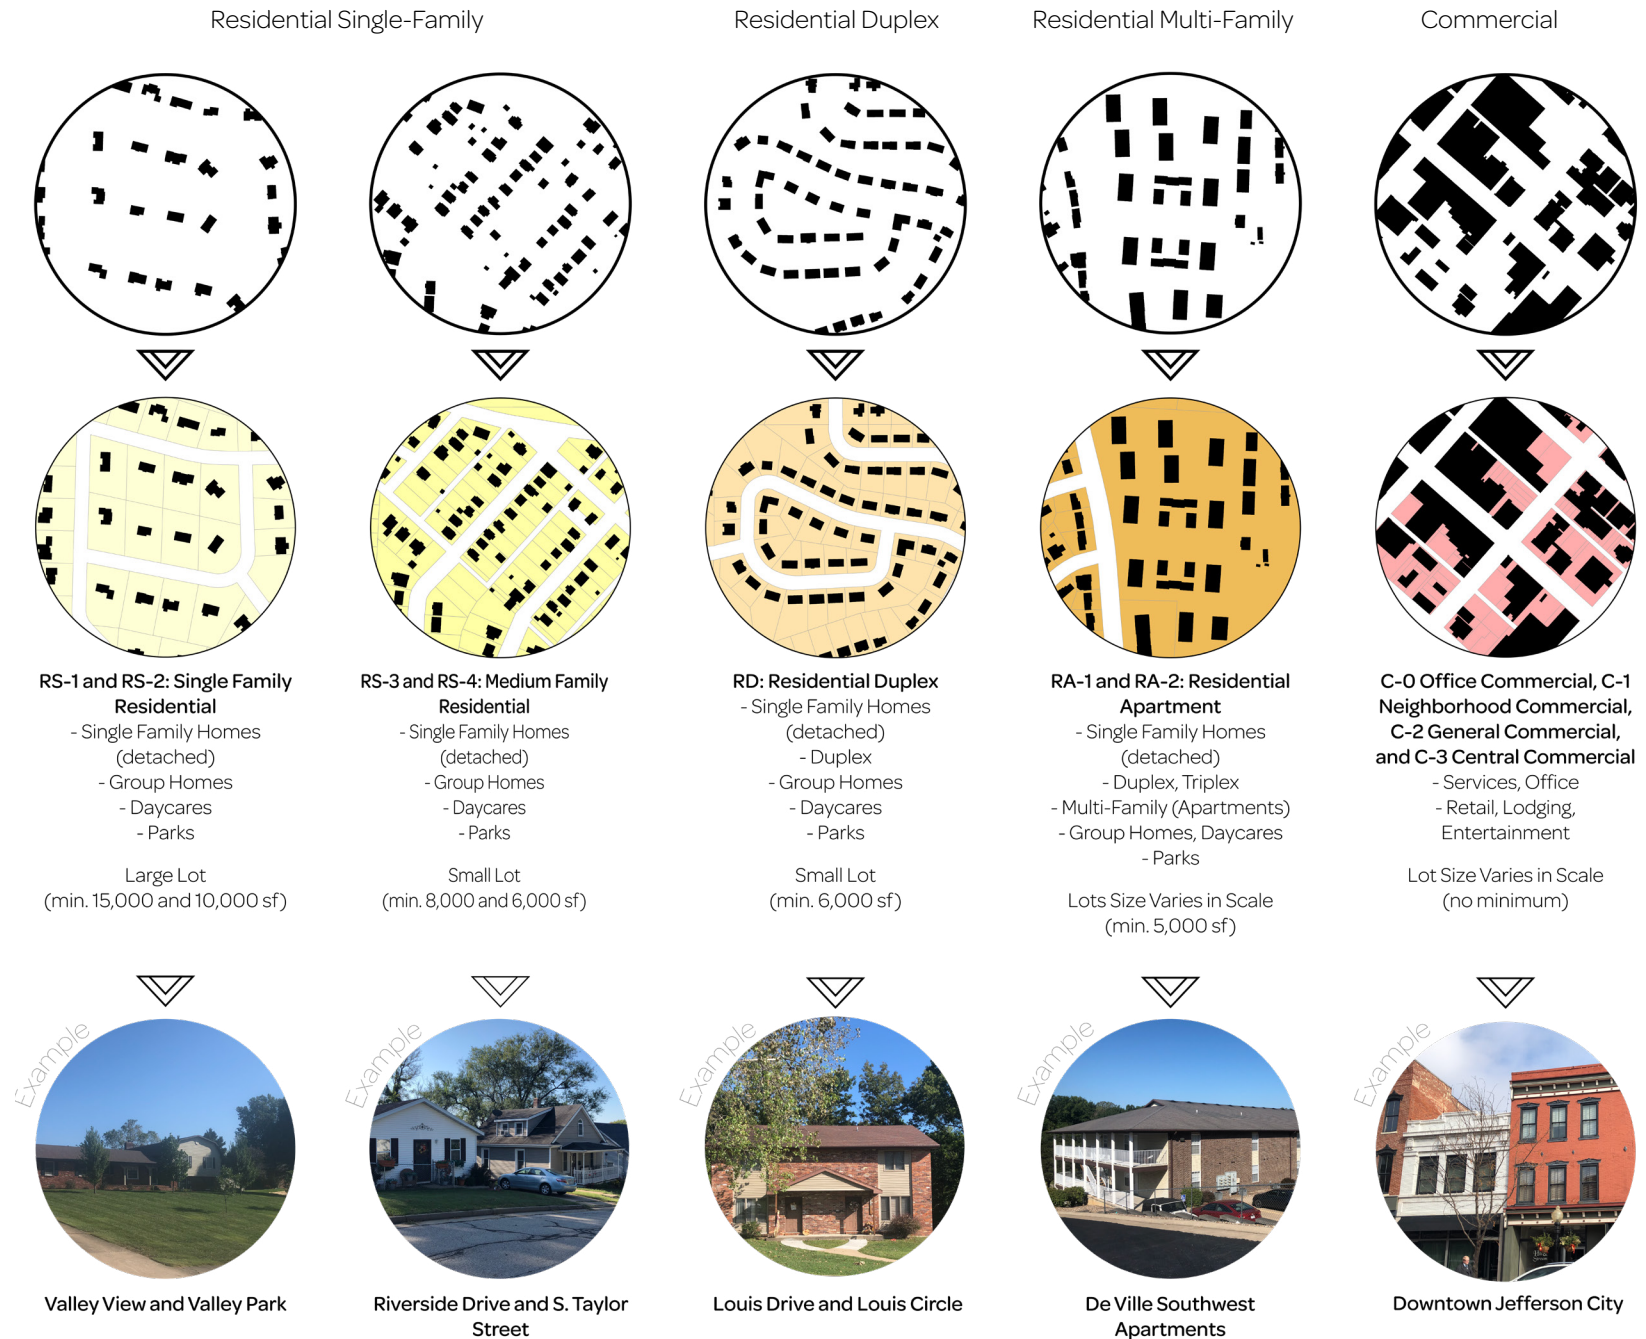 Residential Single-Family
Residential Duplex
Residential Multi-Family
Commercial
RS-1 and RS-2: Single Family
Residential
- Single Family Homes
(detached)
- Group Homes
- Daycares
- Parks
Large Lot
(min. 15,000 and 10,000 sf)
RS-3 and RS-4: Medium Family
Residential
- Single Family Homes
(detached)
- Group Homes
- Daycares
- Parks
Small Lot
(min. 8,000 and 6,000 sf)
RD: Residential Duplex
- Single Family Homes
(detached)
- Duplex
- Group Homes
- Daycares
- Parks
Small Lot
(min. 6,000 sf)
RA-1 and RA-2: Residential
Apartment
- Single Family Homes
(detached)
- Duplex, Triplex
- Multi-Family (Apartments)
- Group Homes, Daycares
- Parks
Lots Size Varies in Scale
(min. 5,000 sf)
C-0 Office Commercial, C-1
Neighborhood Commercial,
C-2 General Commercial,
and C-3 Central Commercial
- Services, Office
- Retail, Lodging,
Entertainment
Lot Size Varies in Scale
(no minimum)
Example
Example
Example
Example
Example
Valley View and Valley Park
Riverside Drive and S. Taylor
Street
Louis Drive and Louis Circle
De Ville Southwest
Apartments
Downtown Jefferson City